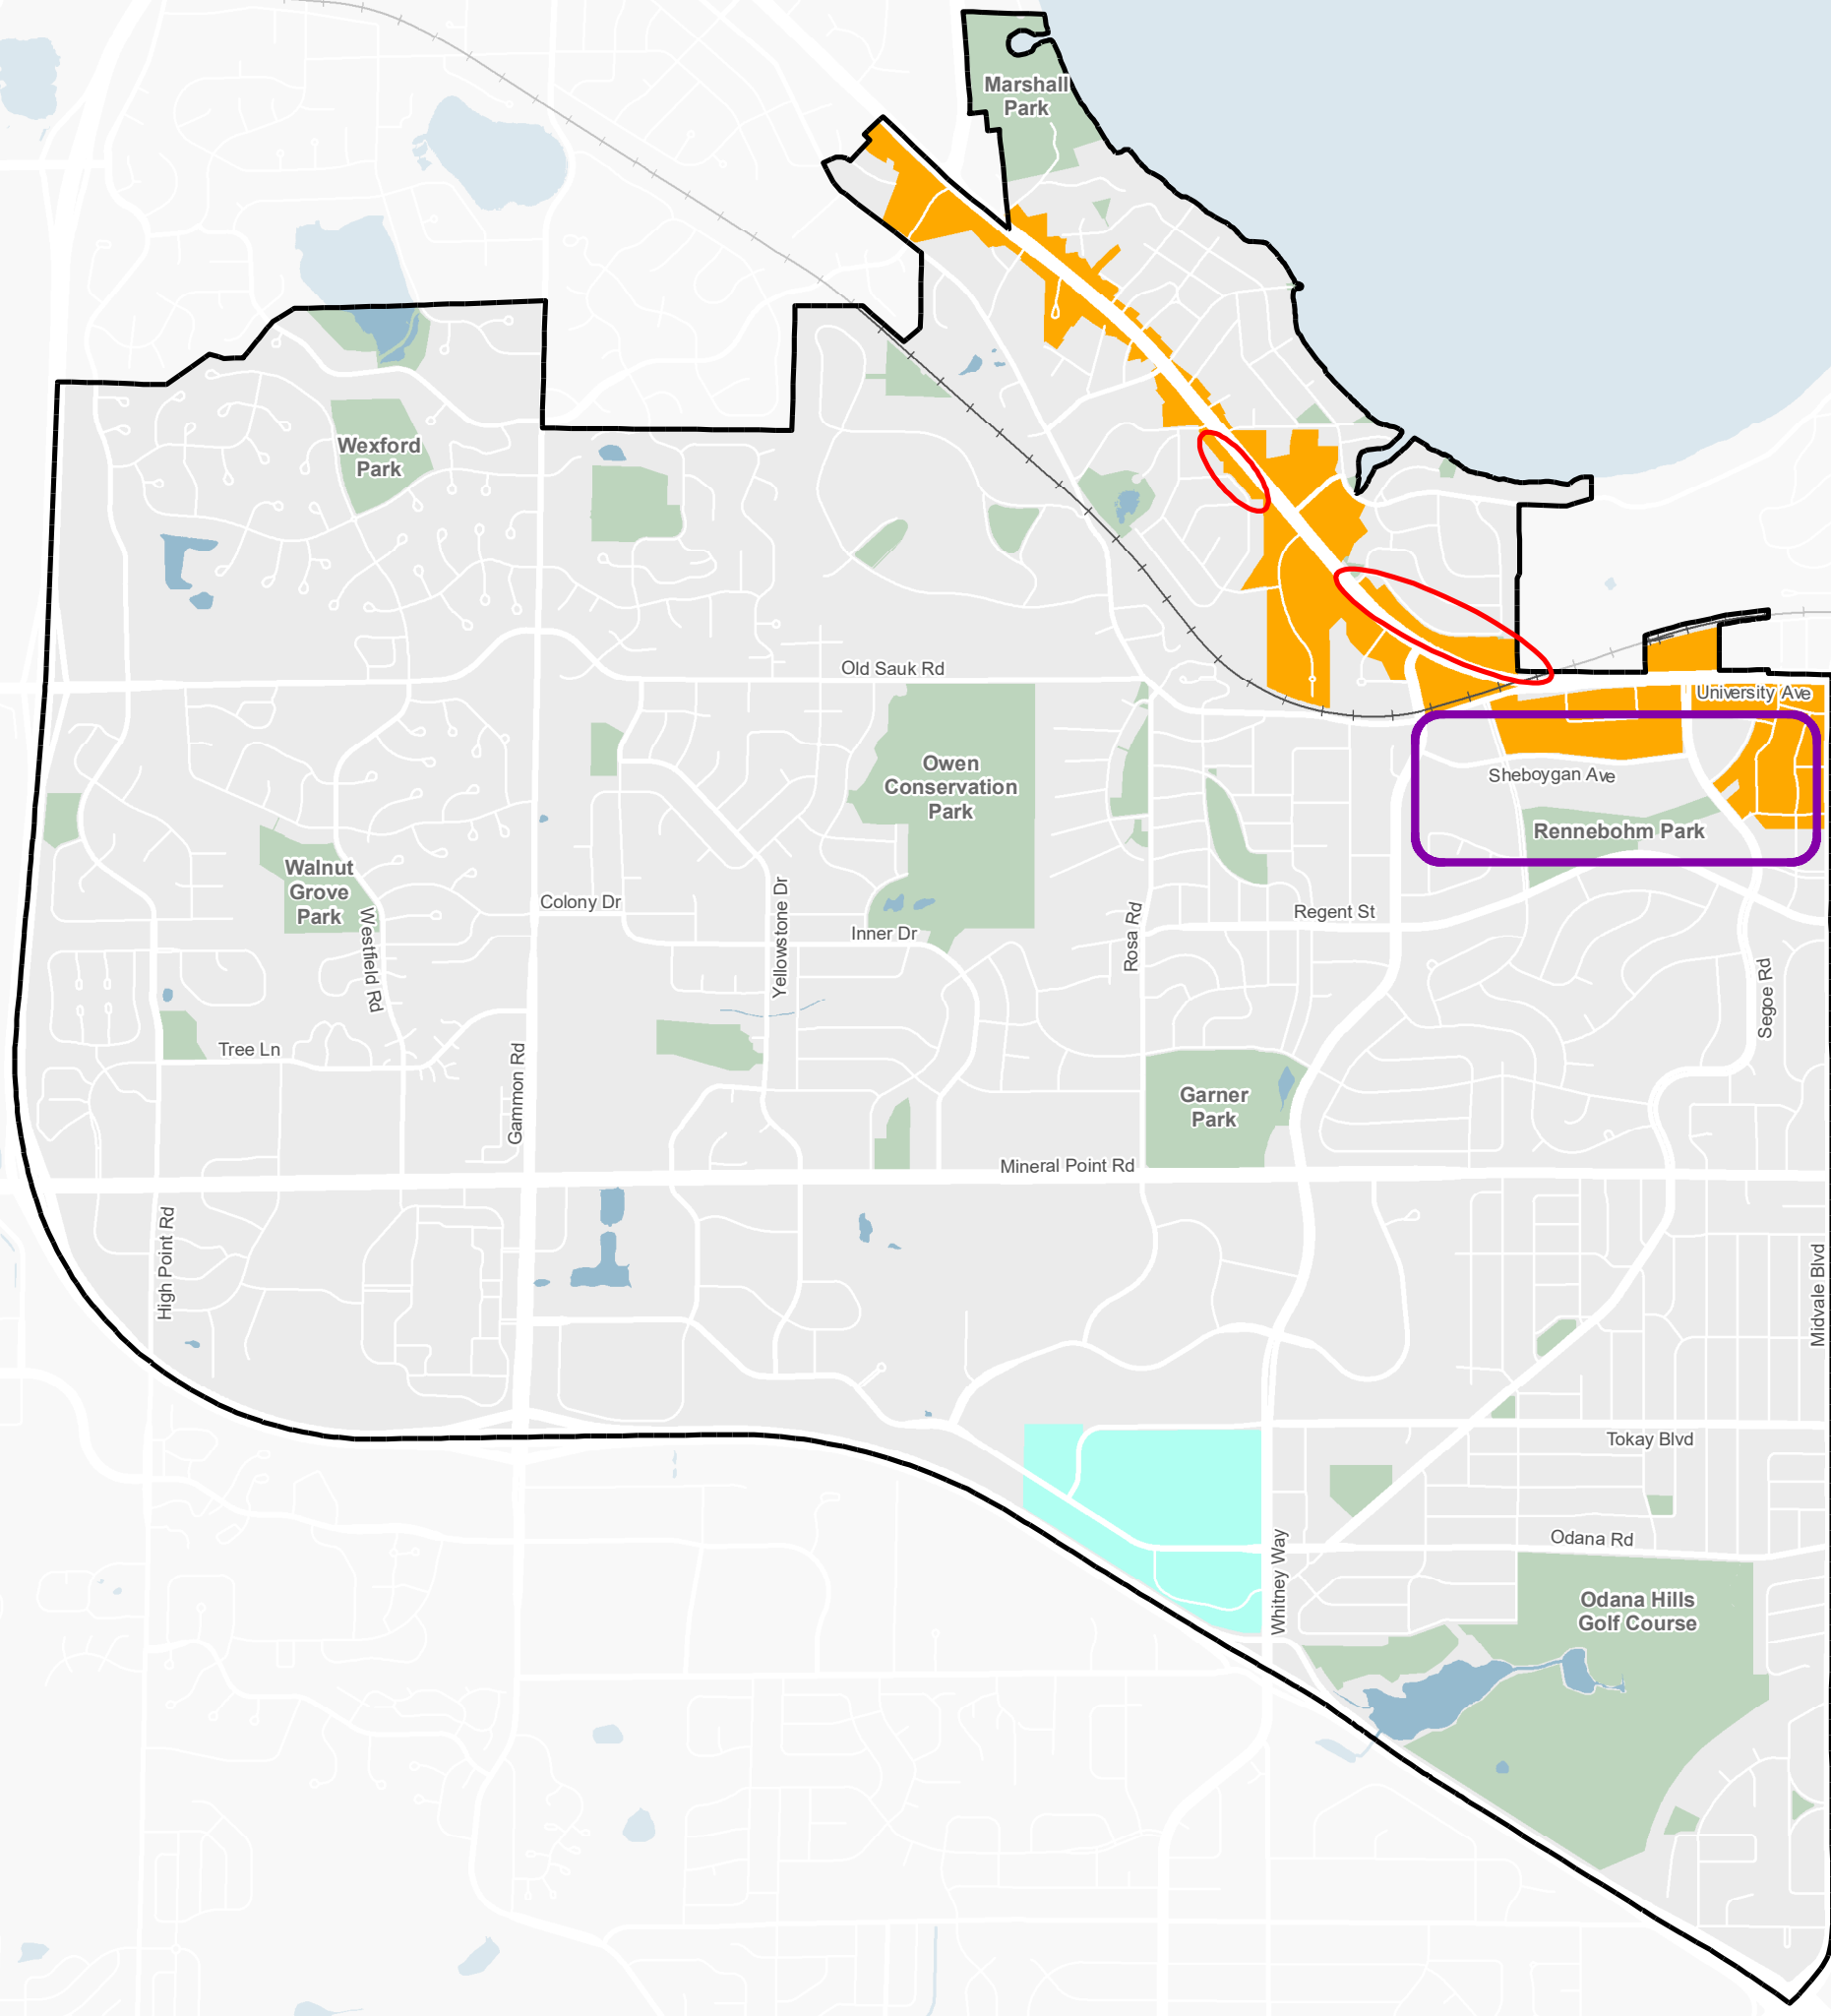 Marshall
Park
Wexford
Park
Old Sauk Rd
University Ave
Owen
Conservation
Park
Sheboygan Ave
Rennebohm Park
Walnut
Grove
Park
Westfield Rd
Colony Dr
Yellowstone Dr
Inner Dr
Rosa Rd
Regent St
Segoe Rd
Tree Ln
Gammon Rd
Garner
Park
Mineral Point Rd
High Point Rd
Midvale Blvd
Tokay Blvd
Whitney Way
Odana Rd
Odana Hills
Golf Course